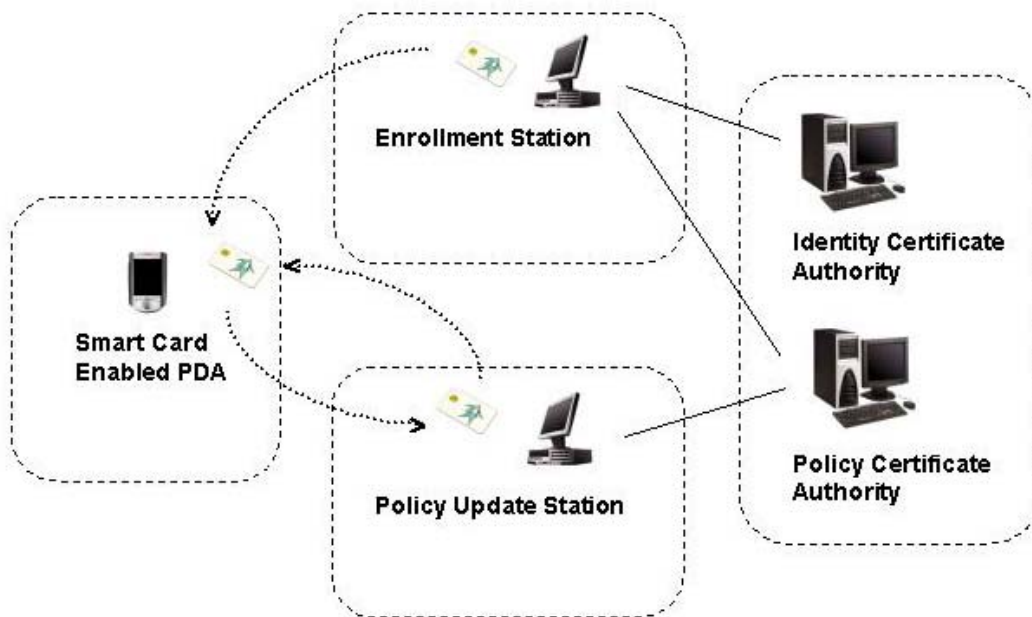 Enrollment Station
Identity Certificate
Authority
Smart Card
Enabled PDA
Policy Certificate
Authority
Policy Update Station